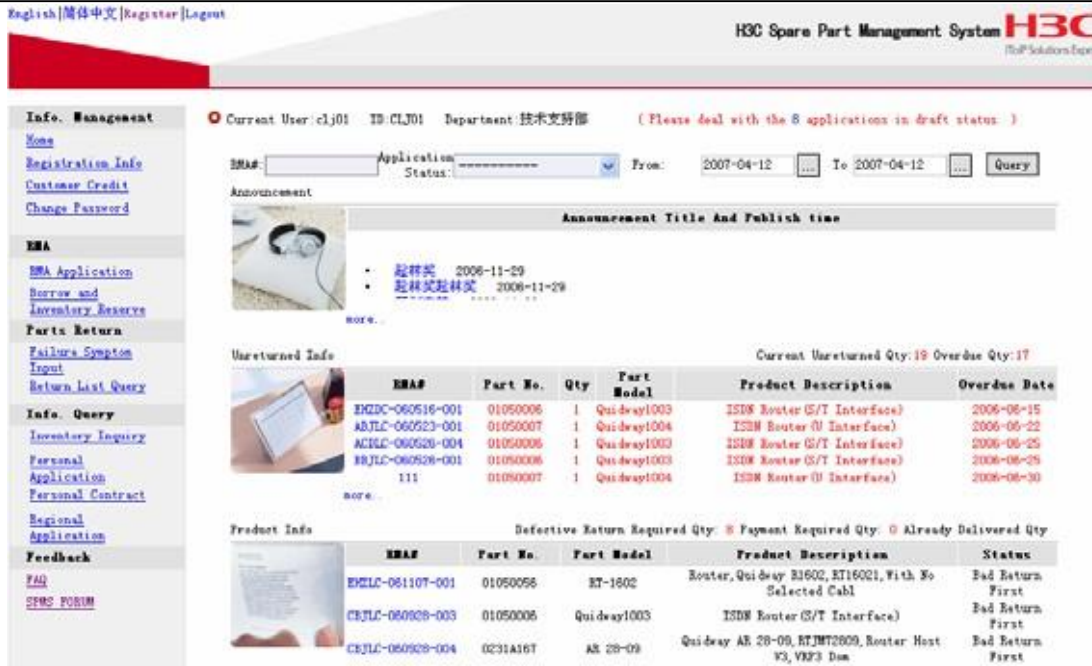 English|简体中文|Register|Logout
H3C Spare Part Management System
H3C
IToIP Solutions Expe
Info. Management
Home
Registration Info
Customer Credit
Change Password
RMA
RMA Application
Borrow and
Inventory Reserve
Parts Return
Failure Symptom
Input
Return List Query
Info. Query
Inventory Inquiry
Personal
Application
Personal Contract
Regional
Application
Feedback
FAQ
SPMS FORUM
Current User:clj01 ID:CLJ01 Department:技术支持部 ( Please deal with the 8 applications in draft status )
RMA#: Application Status: ---------- From: 2007-04-12 ... To 2007-04-12 ... Query
Announcement
Announcement Title And Publish time
2006-11-29
2006-11-29
more..
Unreturned Info Current Unreturned Qty:19 Overdue Qty:17
RMA# Part No. Qty Part Model Product Description Overdue Date
EMZDC-060516-001 01050006 1 Quidway1003 ISDN Router(S/T Interface) 2006-06-15
ABJLC-060523-001 01050007 1 Quidway1004 ISDN Router(U Interface) 2006-06-22
ACDLC-060526-004 01050006 1 Quidway1003 ISDN Router(S/T Interface) 2006-06-25
BBJLC-060526-001 01050006 1 Quidway1003 ISDN Router(S/T Interface) 2006-06-25
111 01050007 1 Quidway1004 ISDN Router(U Interface) 2006-06-30
more..
Product Info Defective Return Required Qty: 8 Payment Required Qty: 0 Already Delivered Qty
RMA# Part No. Part Model Product Description Status
EMZLC-061107-001 01050056 RT-1602 Router,Quidway R1602,RT16021,With No Selected Cabl Bad Return First
CBJLC-060928-003 01050006 Quidway1003 ISDN Router(S/T Interface) Bad Return First
CBJLC-060928-004 0231A167 AR 28-09 Quidway AR 28-09,RTJMT2809,Router Host V3,VRP3 Dom Bad Return First